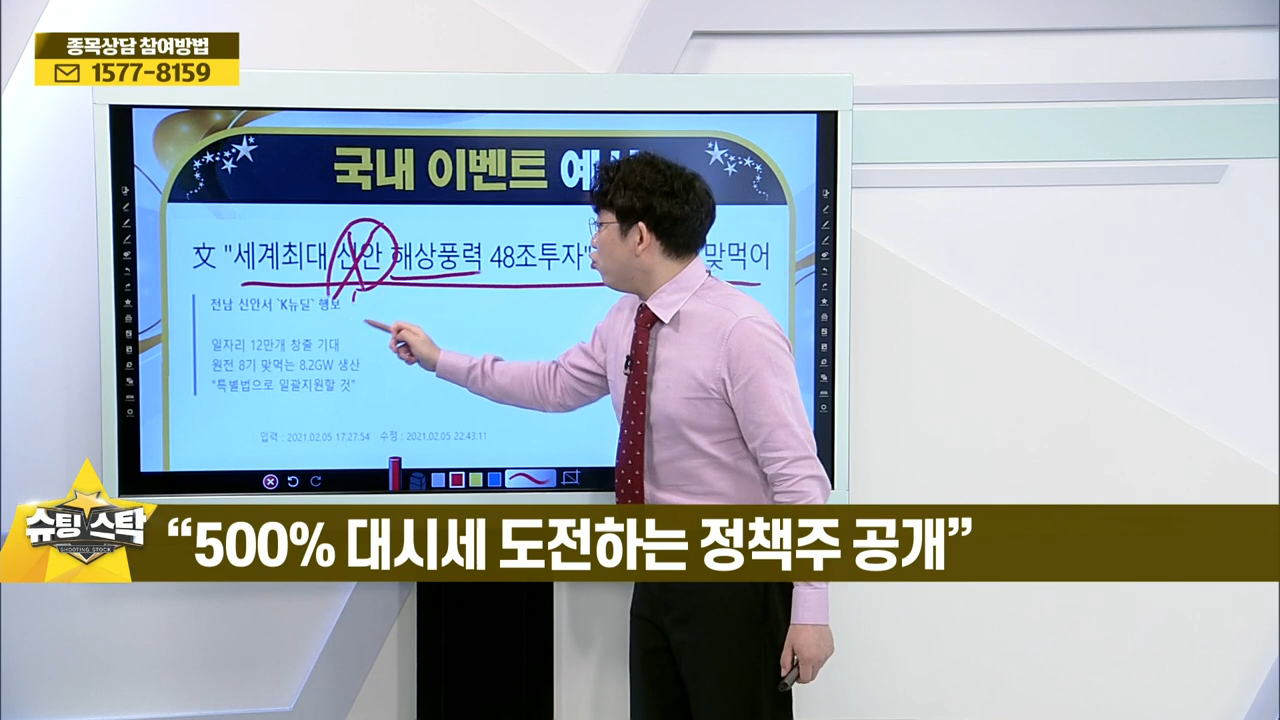 종목상담 참여방법
1577-8159
국내 이벤트
文 "세계최대 신안 해상풍력 48조투자" 맞먹어
전남 신안서 `K뉴딜` 행보
일자리 12만개 창출 기대
원전 8기 맞먹는 8.2GW 생산
"특별법으로 일괄지원할 것"
입력 : 2021.02.05 17:27:54 수정 : 2021.02.05 22:43:11
슈팅스탁
SHOOTING STOCK
“500% 대시세 도전하는 정책주 공개”